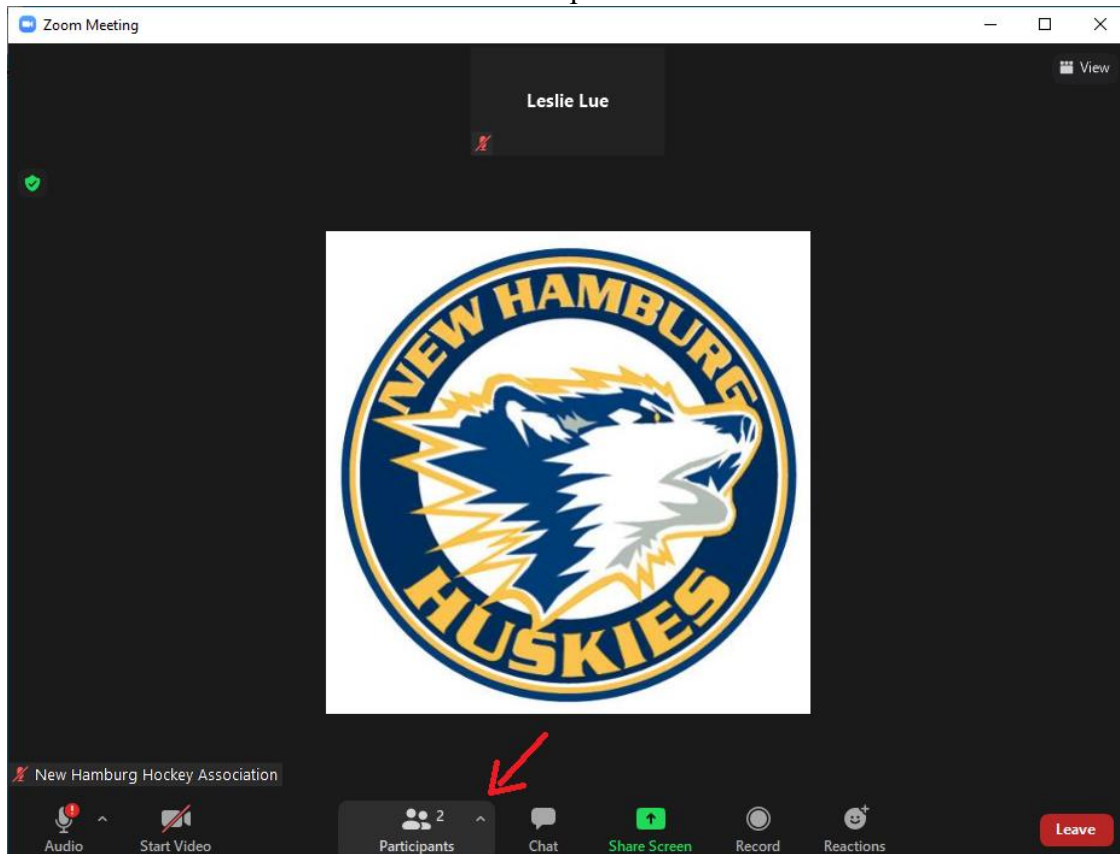 Zoom Meeting
View
Leslie Lue
NEW HAMBURG
HUSKIES
New Hamburg Hockey Association
2
Audio
Start Video
Participants
Chat
Share Screen
Record
Reactions
Leave